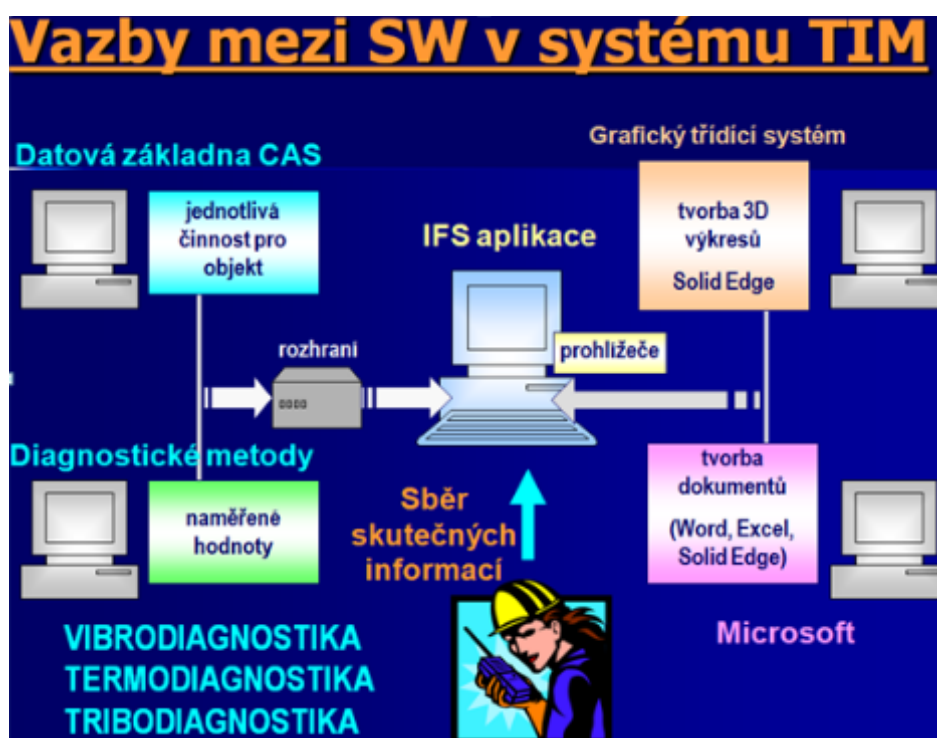 Vazby mezi SW v systému TIM
Grafický třídící systém
Datová základna CAS
jednotlivá
činnost pro
objekt
IFS aplikace
tvorba 3D
výkresů
Solid Edge
rozhraní
prohlížeče
Diagnostické metody
naměřené
hodnoty
Sběr
skutečných
informací
tvorba
dokumentů
(Word, Excel,
Solid Edge)
Microsoft
VIBRODIAGNOSTIKA
TERMODIAGNOSTIKA
TRIBODIAGNOSTIKA